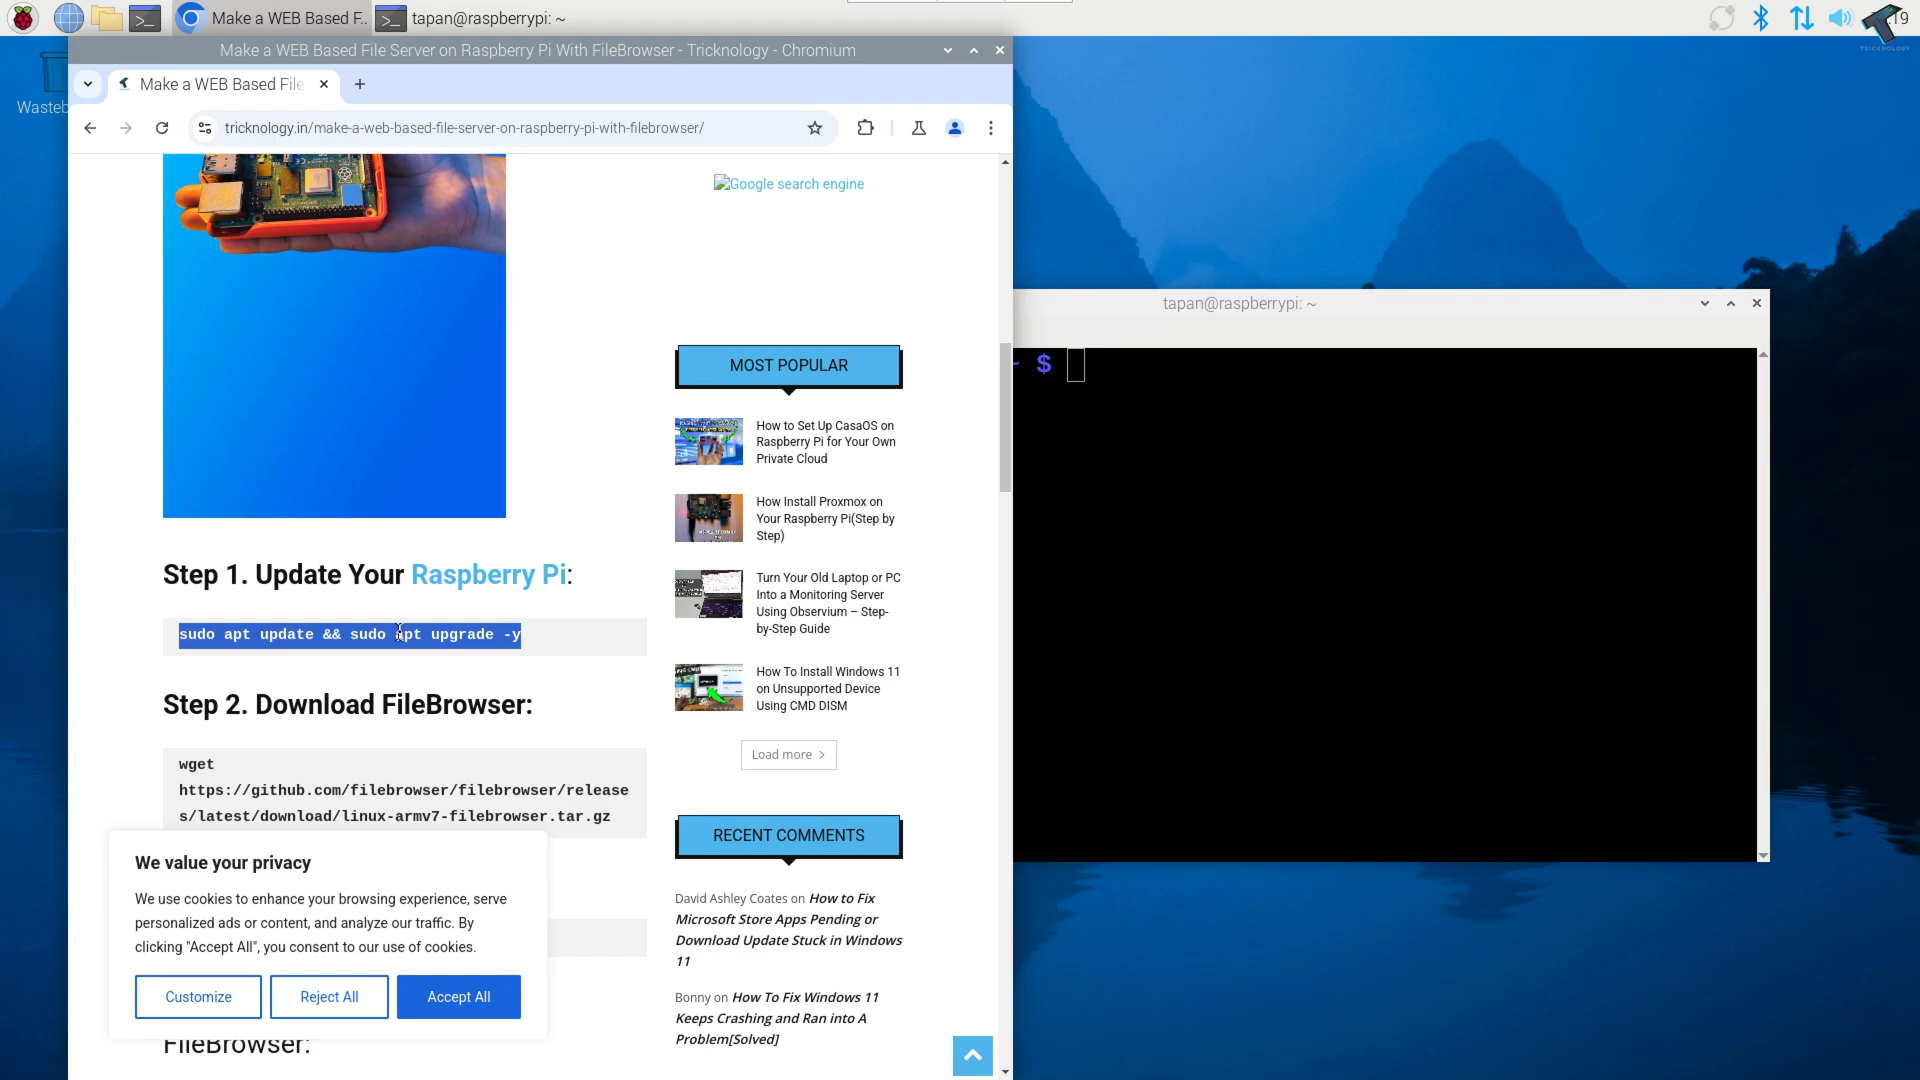 Make a WEB Based F..
tapan@raspberrypi: ~
Make a WEB Based File Server on Raspberry Pi With FileBrowser - Tricknology - Chromium
Make a WEB Based File
tricknology.in/make-a-web-based-file-server-on-raspberry-pi-with-filebrowser/
Google search engine
MOST POPULAR
How to Set Up CasaOS on
Raspberry Pi for Your Own
Private Cloud
How Install Proxmox on
Your Raspberry Pi(Step by
Step)
Turn Your Old Laptop or PC
Into a Monitoring Server
Using Observium – Step-
by-Step Guide
How To Install Windows 11
on Unsupported Device
Using CMD DISM
Load more
RECENT COMMENTS
David Ashley Coates on How to Fix
Microsoft Store Apps Pending or
Download Update Stuck in Windows
11
Bonny on How To Fix Windows 11
Keeps Crashing and Ran into A
Problem[Solved]
Step 1. Update Your Raspberry Pi:
sudo apt update && sudo apt upgrade -y
Step 2. Download FileBrowser:
wget
https://github.com/filebrowser/filebrowser/release
s/latest/download/linux-armv7-filebrowser.tar.gz
We value your privacy
We use cookies to enhance your browsing experience, serve
personalized ads or content, and analyze our traffic. By
clicking "Accept All", you consent to our use of cookies.
Customize
Reject All
Accept All
FileBrowser:
tapan@raspberrypi: ~
~ $
TRICKNOLOGY